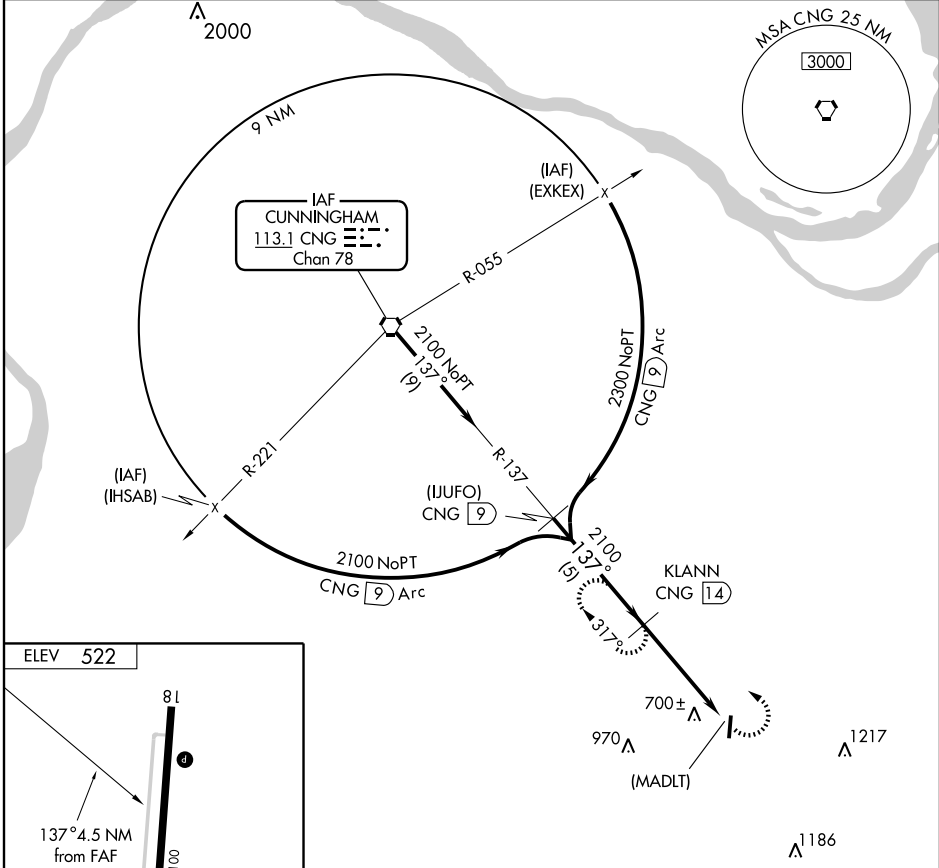 2000
MSA CNG 25 NM
3000
9 NM
(IAF)
(EXKEX)
IAF
CUNNINGHAM
113.1 CNG
Chan 78
R-055
2100 NoPT
137°
(9)
2300 NoPT
CNG 9 Arc
R-221
R-137
(IAF)
(IHSAB)
(IJUFO)
CNG 9
2100 NoPT
CNG 9 Arc
2100
137°
(5)
KLANN
CNG 14
317°
700±
970
1217
(MADLT)
1186
ELEV 522
18
P
137° 4.5 NM
from FAF
100